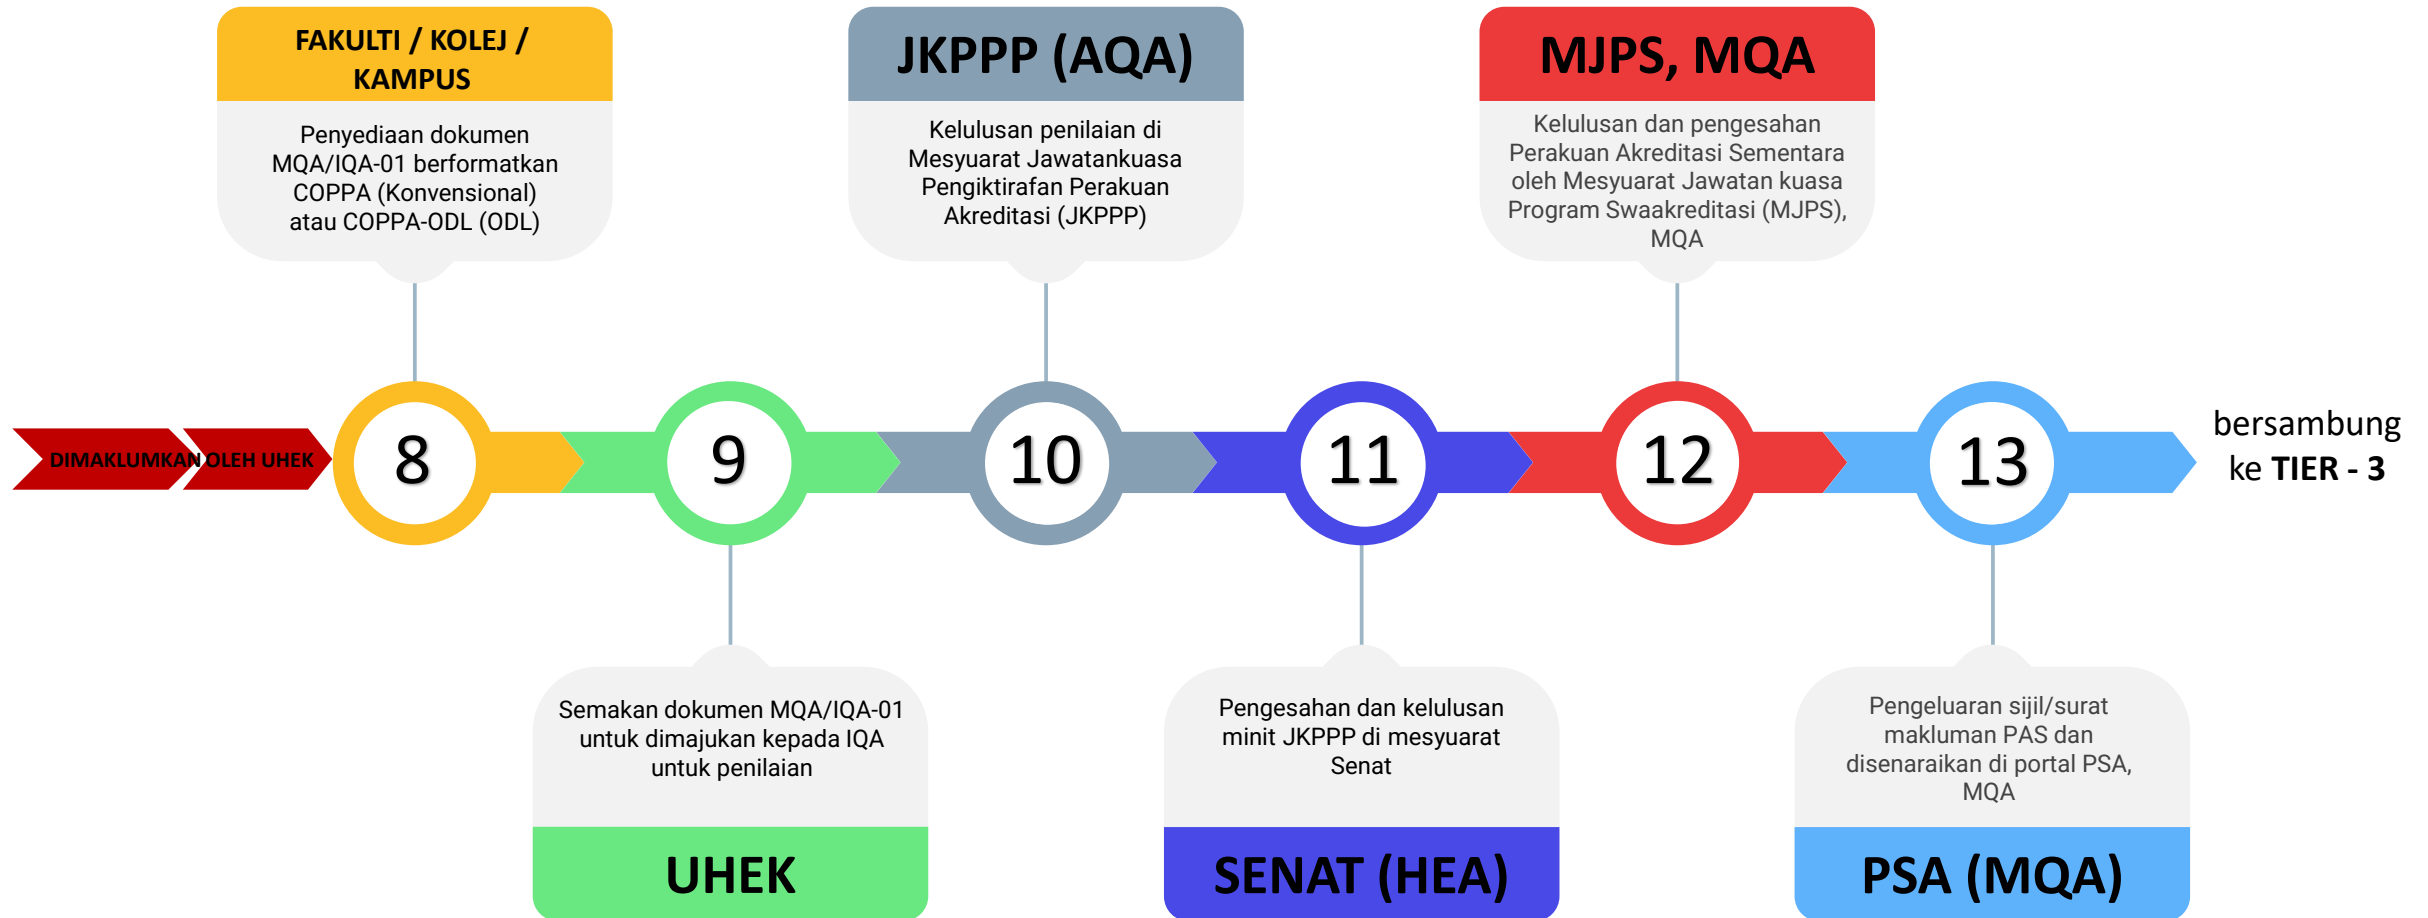 FAKULTI / KOLEJ /
KAMPUS
Penyediaan dokumen
MQA/IQA-01 berformatkan
COPPA (Konvensional)
atau COPPA-ODL (ODL)
JKPPP (AQA)
Kelulusan penilaian di
Mesyuarat Jawatankuasa
Pengiktirafan Perakuan
Akreditasi (JKPPP)
MJPS, MQA
Kelulusan dan pengesahan
Perakuan Akreditasi Sementara
oleh Mesyuarat Jawatan kuasa
Program Swaakreditasi (MJPS),
MQA
DIMAKLUMKAN OLEH UHEK
8
9
10
11
12
13
bersambung
ke TIER - 3
Semakan dokumen MQA/IQA-01
untuk dimajukan kepada IQA
untuk penilaian
UHEK
Pengesahan dan kelulusan
minit JKPPP di mesyuarat
Senat
SENAT (HEA)
Pengeluaran sijil/surat
makluman PAS dan
disenaraikan di portal PSA,
MQA
PSA (MQA)